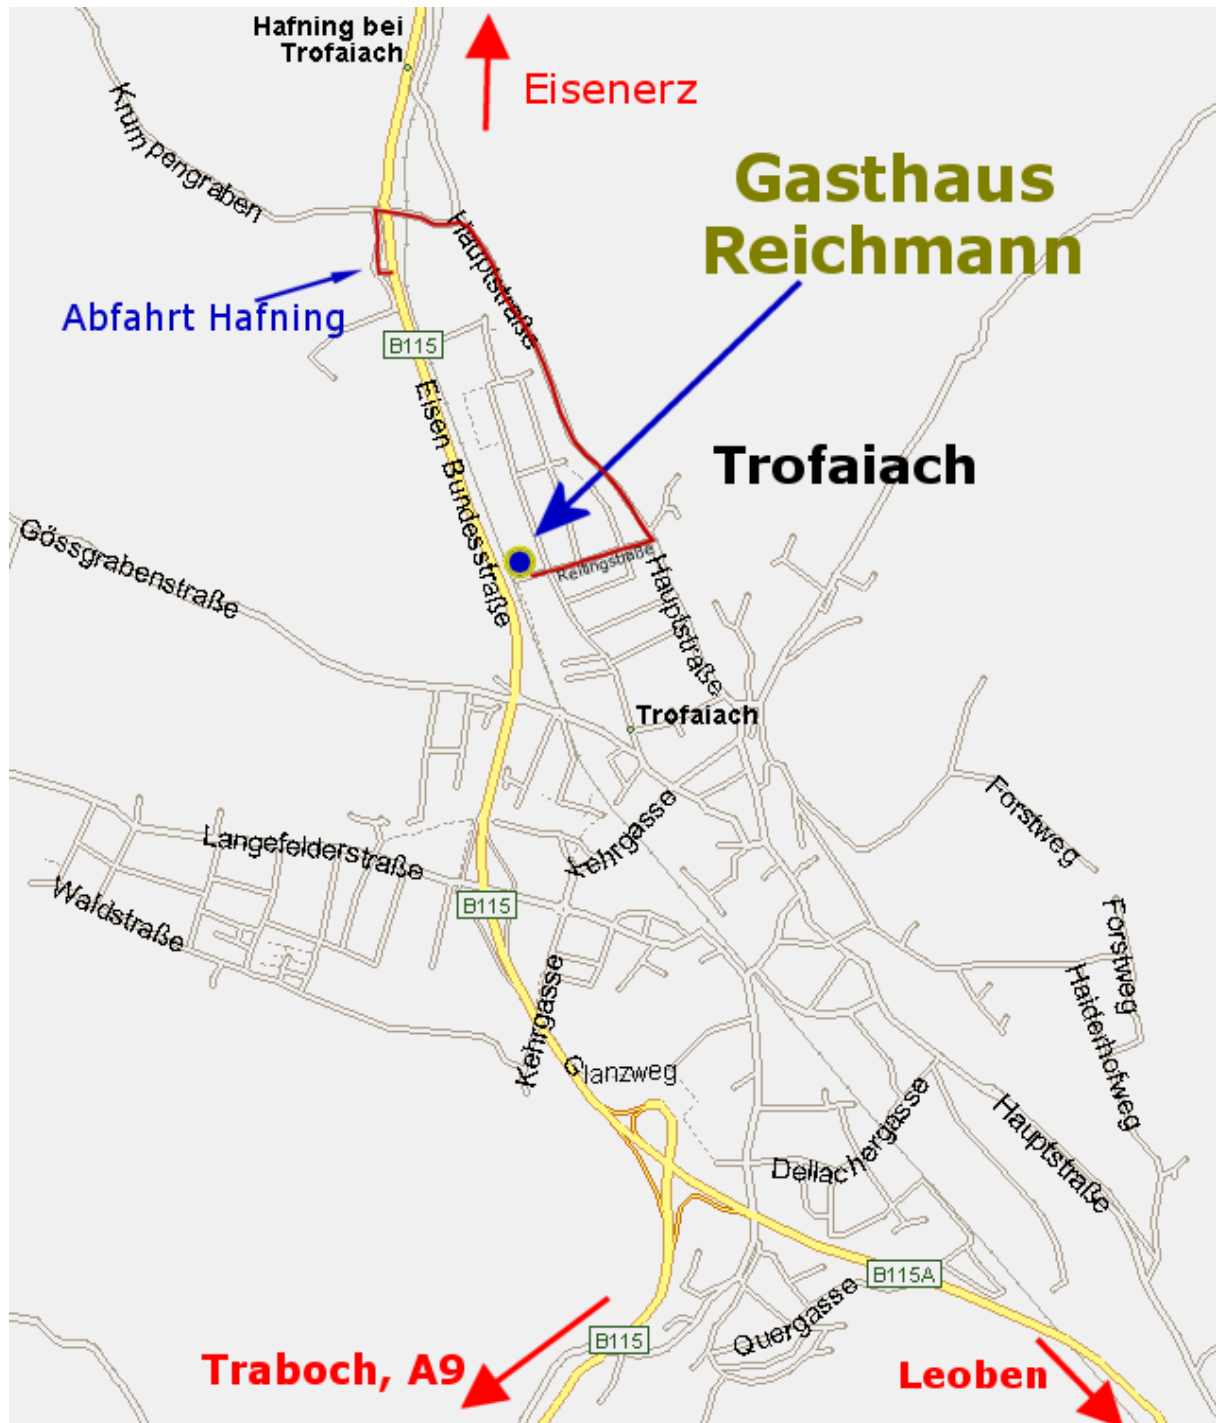 Hafning bei
Trofaiach
Eisenerz
Krumpengraben
Gasthaus
Reichmann
Hauptstraße
Abfahrt Hafning
B115
Eisen Bundesstraße
Trofaiach
Gössgrabenstraße
Reitingstraße
Hauptstraße
Trofaiach
Kehrgasse
Forstweg
Langefelderstraße
Waldstraße
B115
Forstweg
Kehrgasse
Haiderhofweg
Glanzweg
Dellachergasse
Hauptstraße
B115A
Quergasse
B115
Traboch, A9
Leoben